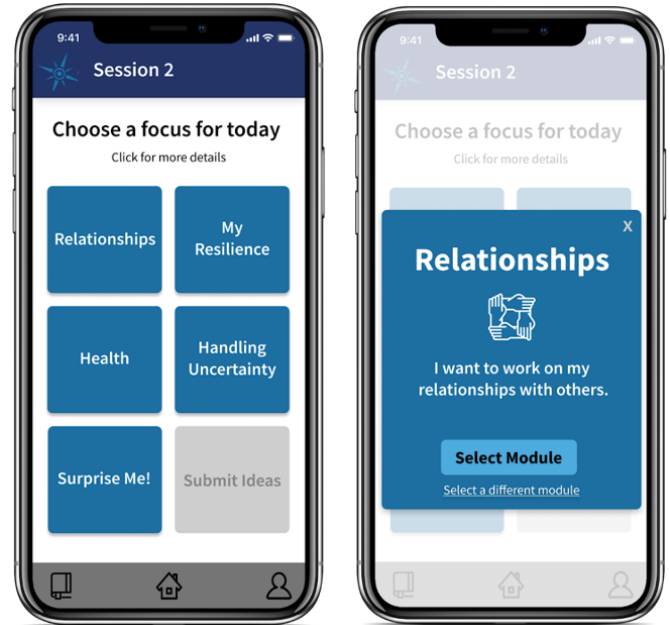 9:41
Session 2
Choose a focus for today
Click for more details
Relationships
My
Resilience
Health
Handling
Uncertainty
Surprise Me!
Submit Ideas
9:41
Session 2
Choose a focus for today
Click for more details
X
Relationships
I want to work on my
relationships with others.
Select Module
Select a different module